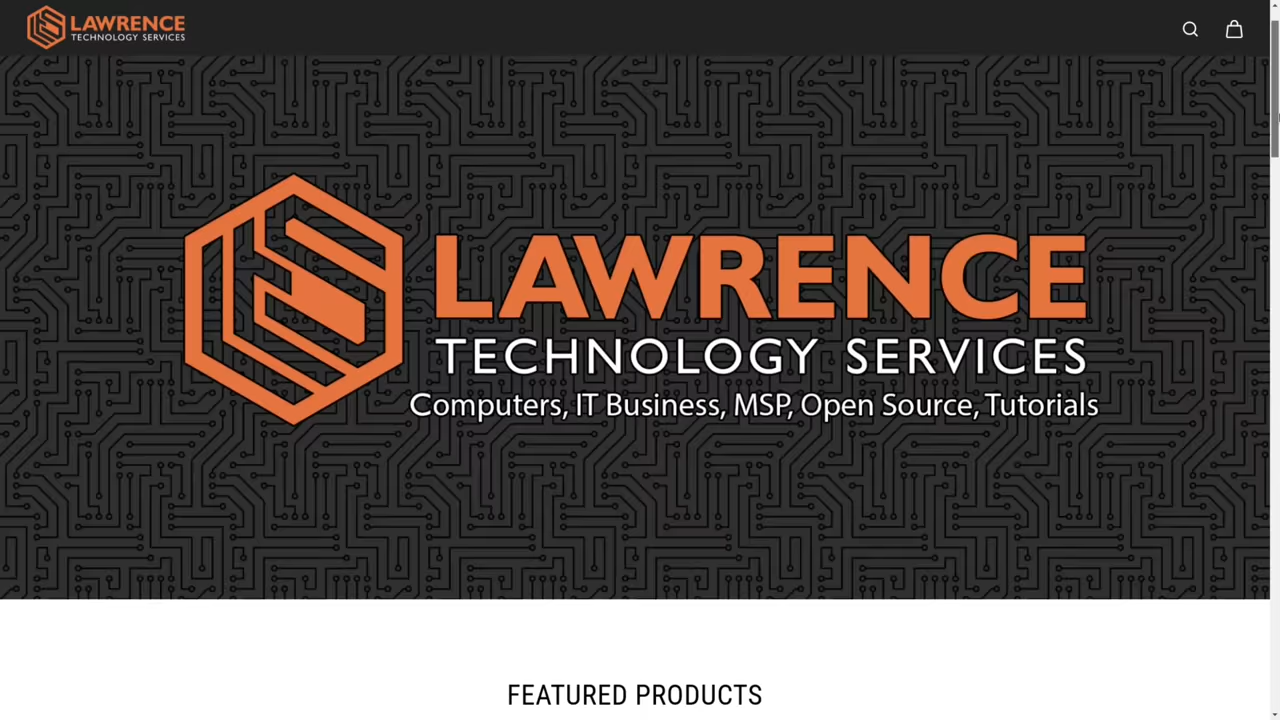 LAWRENCE
TECHNOLOGY SERVICES
LAWRENCE
TECHNOLOGY SERVICES
Computers, IT Business, MSP, Open Source, Tutorials
FEATURED PRODUCTS